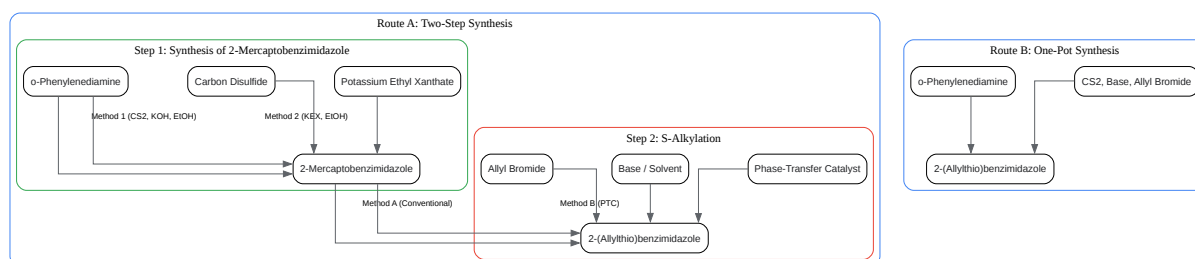 Route A: Two-Step Synthesis
Step 1: Synthesis of 2-Mercaptobenzimidazole
o-Phenylenediamine
Carbon Disulfide
Potassium Ethyl Xanthate
Method 1 (CS2, KOH, EtOH)
Method 2 (KEX, EtOH)
2-Mercaptobenzimidazole
Step 2: S-Alkylation
Allyl Bromide
Base / Solvent
Phase-Transfer Catalyst
Method A (Conventional)
Method B (PTC)
2-(Allylthio)benzimidazole
Route B: One-Pot Synthesis
o-Phenylenediamine
CS2, Base, Allyl Bromide
2-(Allylthio)benzimidazole